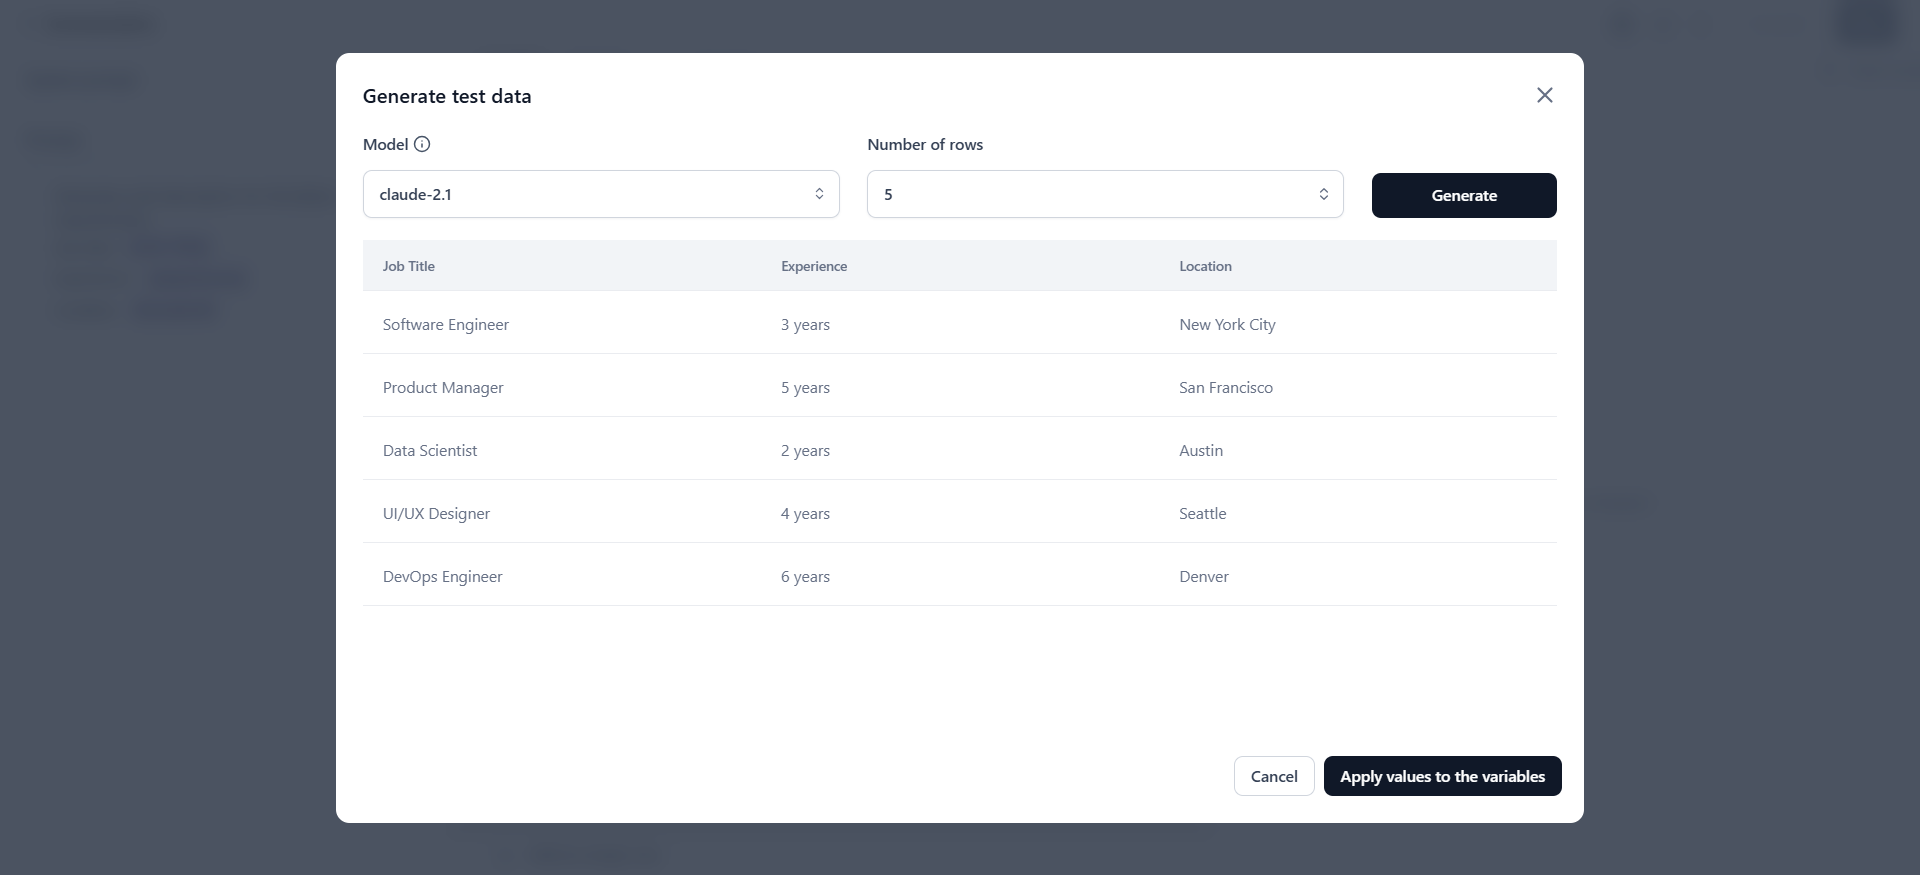 Generate test data
Model
Number of rows
claude-2.1
5
Generate
Job Title
Experience
Location
Software Engineer
3 years
New York City
Product Manager
5 years
San Francisco
Data Scientist
2 years
Austin
UI/UX Designer
4 years
Seattle
DevOps Engineer
6 years
Denver
Cancel
Apply values to the variables